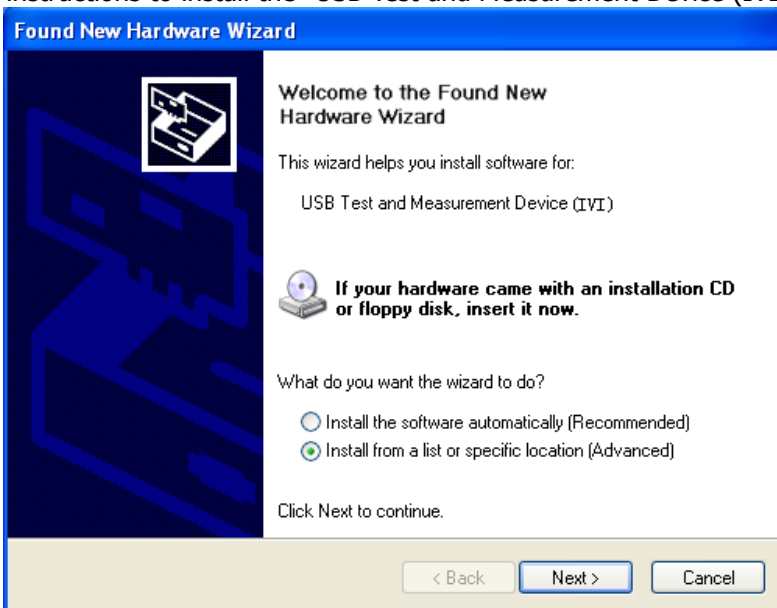 Instructions to install the "USB Test and Measurement Device (IVI
Found New Hardware Wizard
Welcome to the Found New
Hardware Wizard
This wizard helps you install software for:
USB Test and Measurement Device (IVI)
If your hardware came with an installation CD
or floppy disk, insert it now.
What do you want the wizard to do?
Install the software automatically (Recommended)
Install from a list or specific location (Advanced)
Click Next to continue.
< Back Next > Cancel